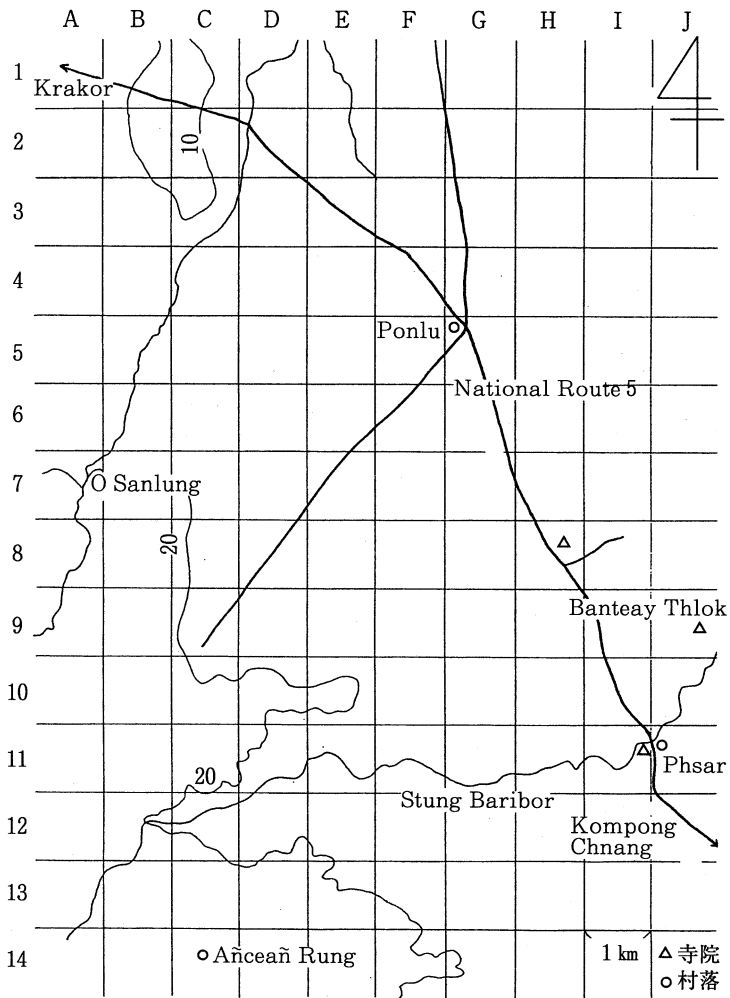 A B C D E F G H I J
1
Krakor
2
10
3
4
5
Ponlu
National Route 5
6
7
O Sanlung
8
20
9
Banteay Thlok
10
11
20
Phsar
Stung Baribor
12
Kompong
Chnang
13
14
Añceañ Rung
1 km
△ 寺院
○ 村落